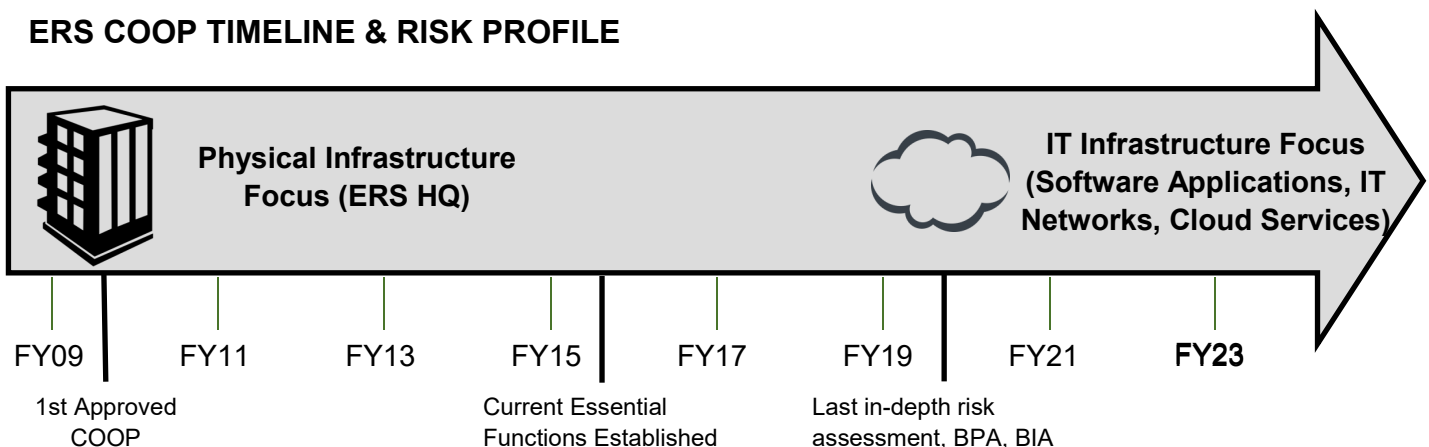 ERS COOP TIMELINE & RISK PROFILE
Physical Infrastructure
Focus (ERS HQ)
IT Infrastructure Focus
(Software Applications, IT
Networks, Cloud Services)
FY09
FY11
FY13
FY15
FY17
FY19
FY21
FY23
1st Approved
COOP
Current Essential
Functions Established
Last in-depth risk
assessment, BPA, BIA